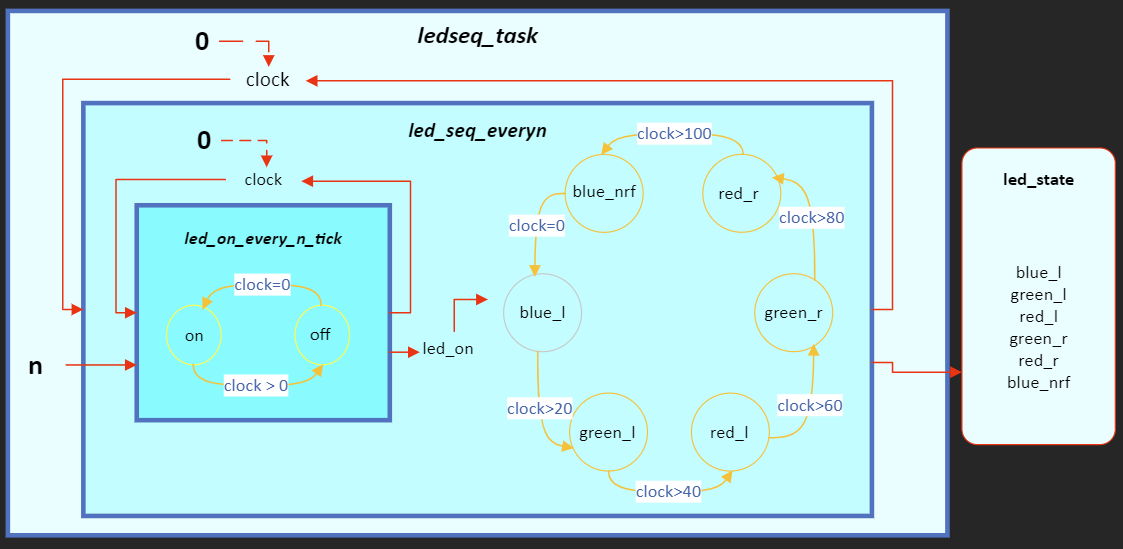 ledseq_task
0
clock
led_seq_everyn
0
clock
led_on_every_n_tick
clock=0
on
off
clock > 0
n
led_on
clock>100
blue_nrf
red_r
clock=0
clock>80
blue_l
green_r
clock>20
clock>60
green_l
red_l
clock>40
led_state
blue_l
green_l
red_l
green_r
red_r
blue_nrf